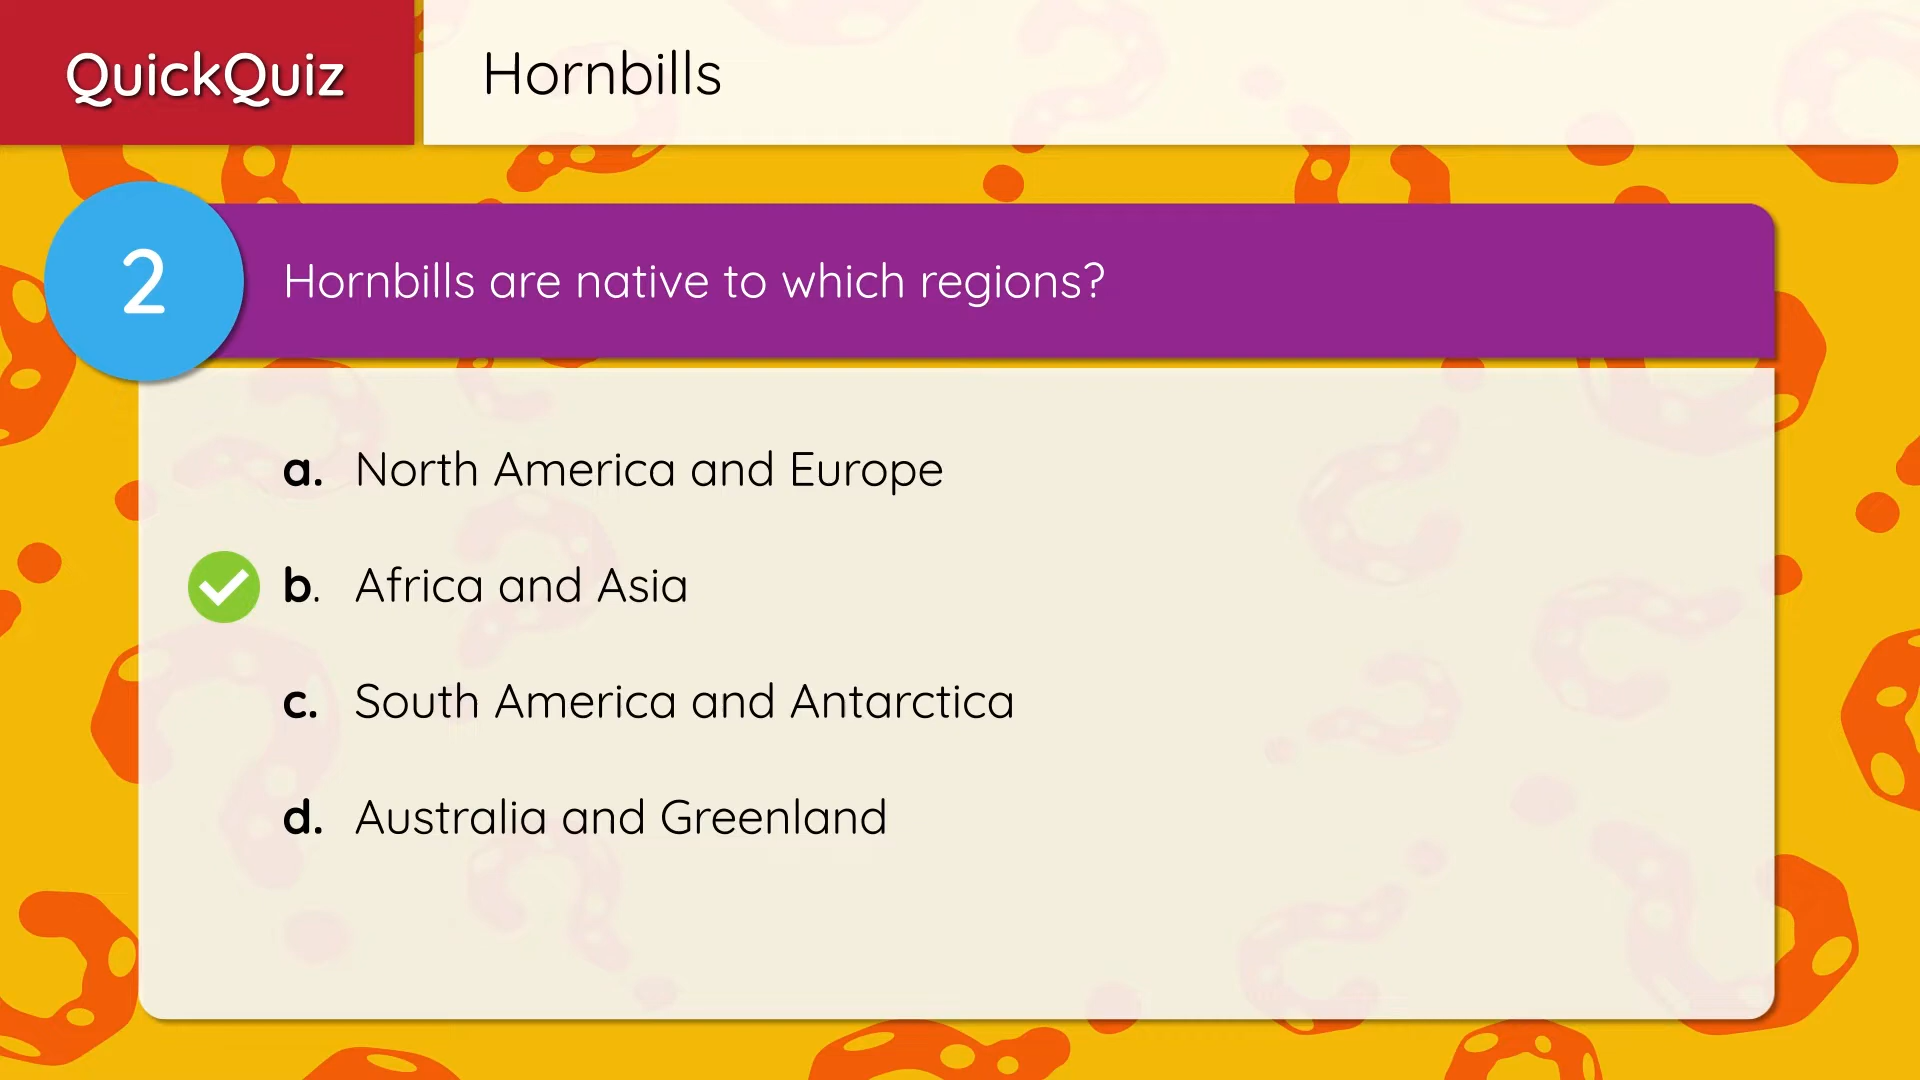 QuickQuiz
Hornbills
2
Hornbills are native to which regions?
a. North America and Europe
b. Africa and Asia
c. South America and Antarctica
d. Australia and Greenland